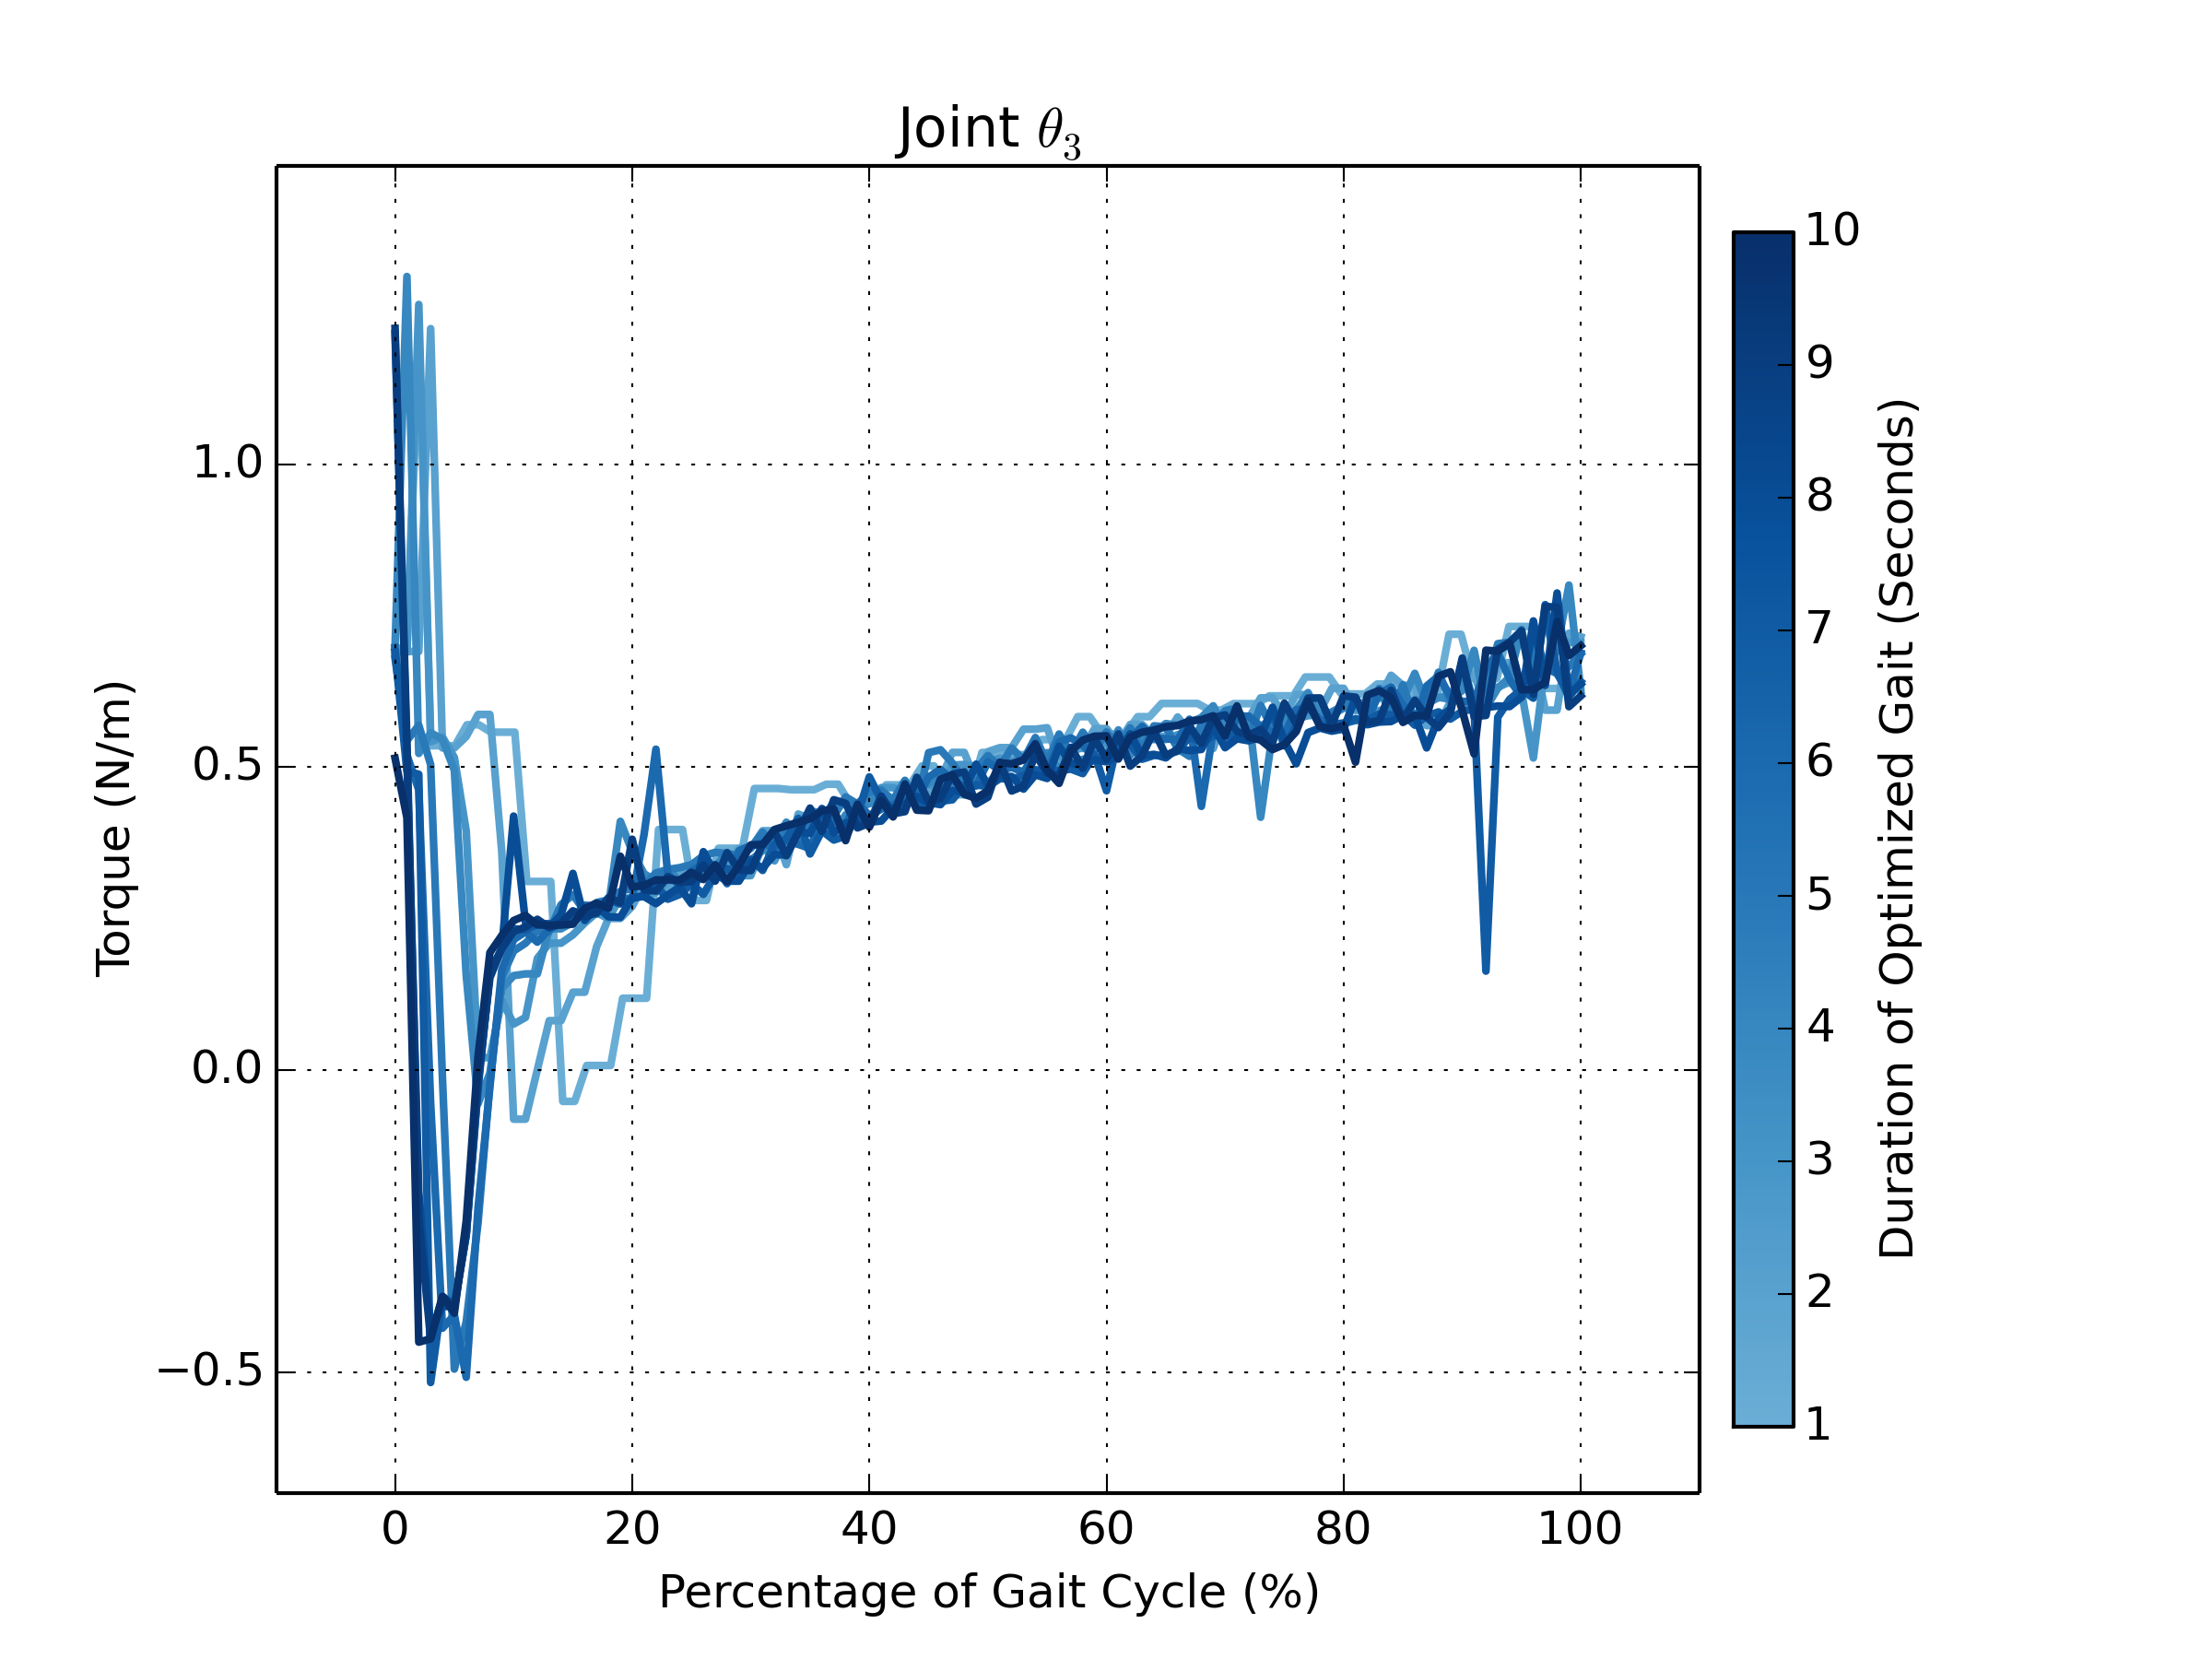 Joint θ₃
1.0
0.5
0.0
−0.5
Torque (N/m)
0 20 40 60 80 100
Percentage of Gait Cycle (%)
10
9
8
7
6
5
4
3
2
1
Duration of Optimized Gait (Seconds)